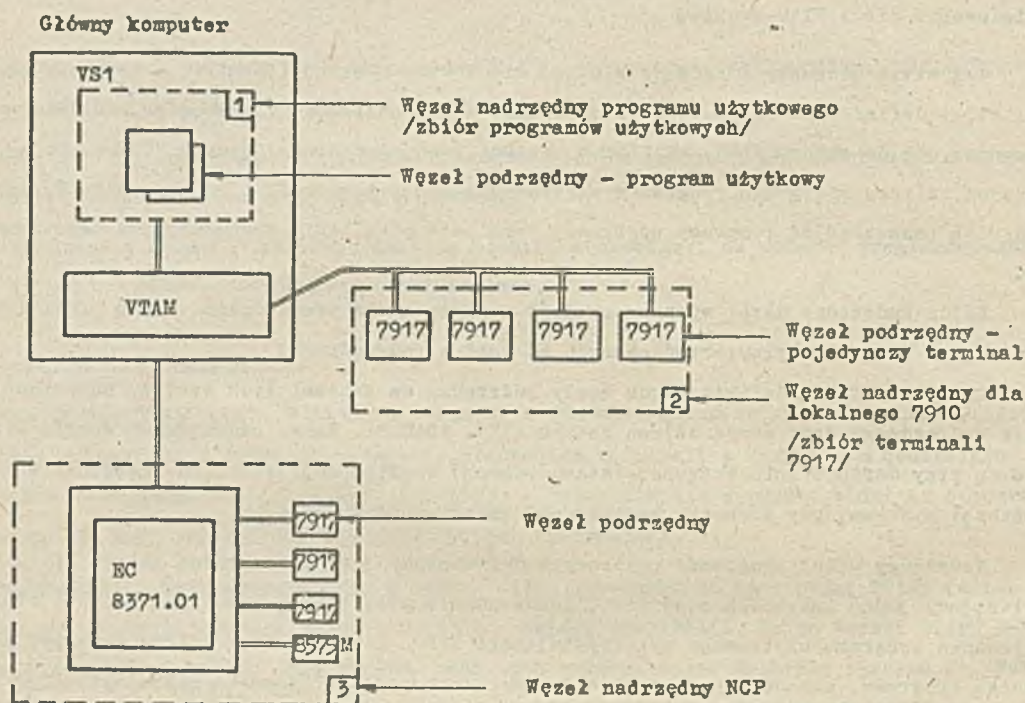 Główny komputer
VS1
1
Węzeł nadrzędny programu użytkowego
/zbiór programów użytkowych/
Węzeł podrzędny - program użytkowy
VTAM
7917 7917 7917 7917
Węzeł podrzędny -
pojedynczy terminal
2
Węzeł nadrzędny dla
lokalnego 7910
/zbiór terminali
7917/
EC
8371.01
7917
Węzeł podrzędny
7917
7917
8575 M
3
Węzeł nadrzędny NCP